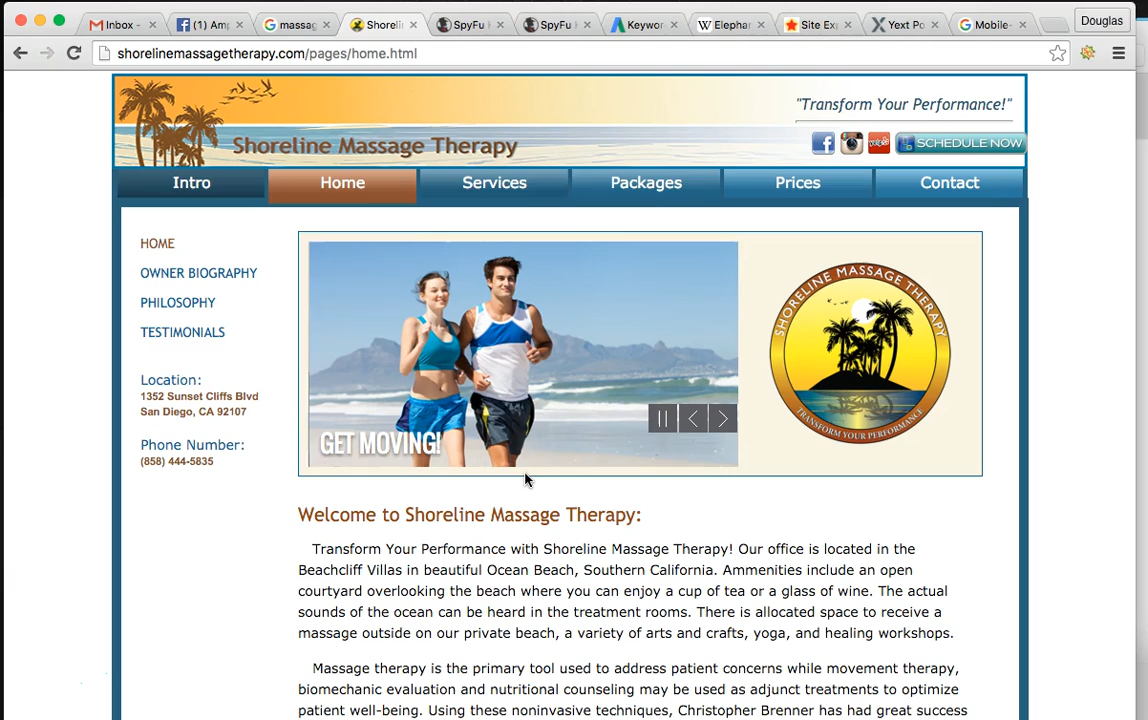 Inbox -
(1) Am
massag
Shoreli
SpyFu
SpyFu
Keywor
Elephar
Site Ex
Yext Po
Mobile-
Douglas
shorelinemassagetherapy.com/pages/home.html
"Transform Your Performance!"
Shoreline Massage Therapy
SCHEDULE NOW
Intro Home Services Packages Prices Contact
HOME
OWNER BIOGRAPHY
PHILOSOPHY
TESTIMONIALS
Location:
1352 Sunset Cliffs Blvd
San Diego, CA 92107
Phone Number:
(858) 444-5835
GET MOVING!
SHORELINE MASSAGE THERAPY
TRANSFORM YOUR PERFORMANCE
Welcome to Shoreline Massage Therapy:
Transform Your Performance with Shoreline Massage Therapy! Our office is located in the
Beachcliff Villas in beautiful Ocean Beach, Southern California. Ammenities include an open
courtyard overlooking the beach where you can enjoy a cup of tea or a glass of wine. The actual
sounds of the ocean can be heard in the treatment rooms. There is allocated space to receive a
massage outside on our private beach, a variety of arts and crafts, yoga, and healing workshops.
Massage therapy is the primary tool used to address patient concerns while movement therapy,
biomechanic evaluation and nutritional counseling may be used as adjunct treatments to optimize
patient well-being. Using these noninvasive techniques, Christopher Brenner has had great success